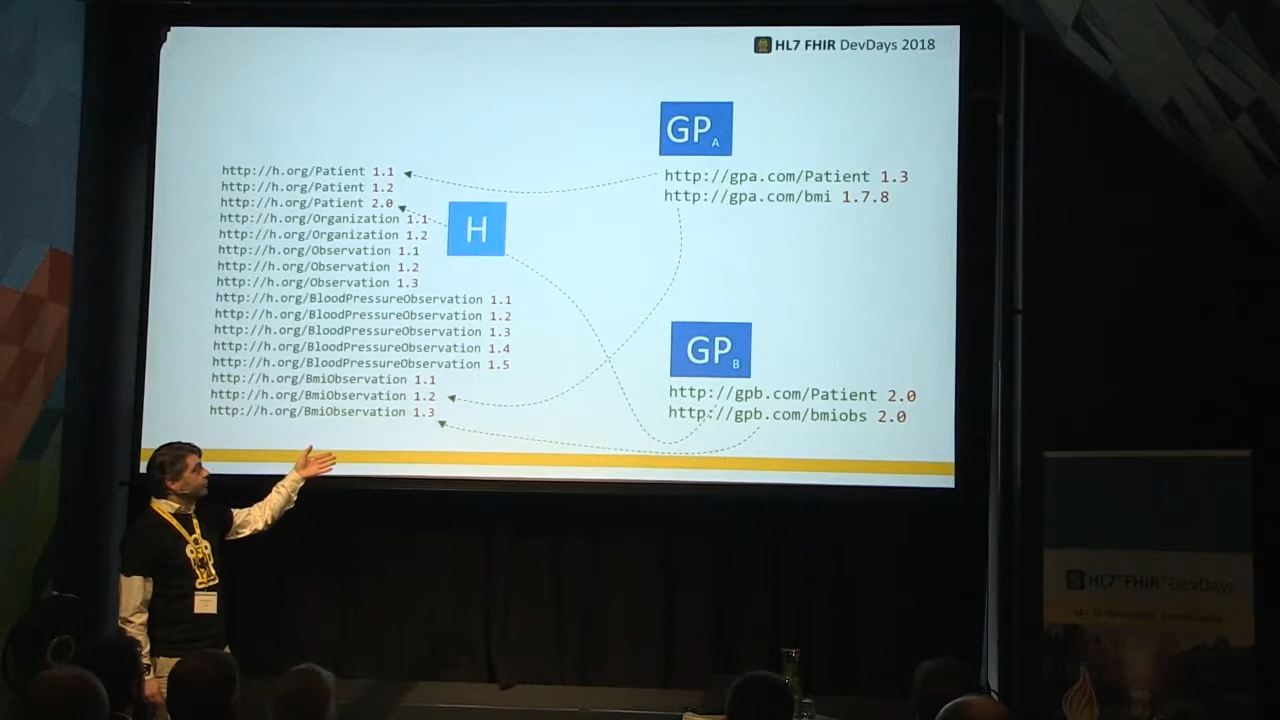 HL7 FHIR DevDays 2018
GP A
http://gpa.com/Patient 1.3
http://gpa.com/bmi 1.7.8
http://h.org/Patient 1.1
http://h.org/Patient 1.2
http://h.org/Patient 2.0
http://h.org/Organization 1.1
http://h.org/Organization 1.2
http://h.org/Observation 1.1
http://h.org/Observation 1.2
http://h.org/Observation 1.3
http://h.org/BloodPressureObservation 1.1
http://h.org/BloodPressureObservation 1.2
http://h.org/BloodPressureObservation 1.3
http://h.org/BloodPressureObservation 1.4
http://h.org/BloodPressureObservation 1.5
http://h.org/BmiObservation 1.1
http://h.org/BmiObservation 1.2
http://h.org/BmiObservation 1.3
H
GP B
http://gpb.com/Patient 2.0
http://gpb.com/bmiobs 2.0
HL7 FHIR DevDays